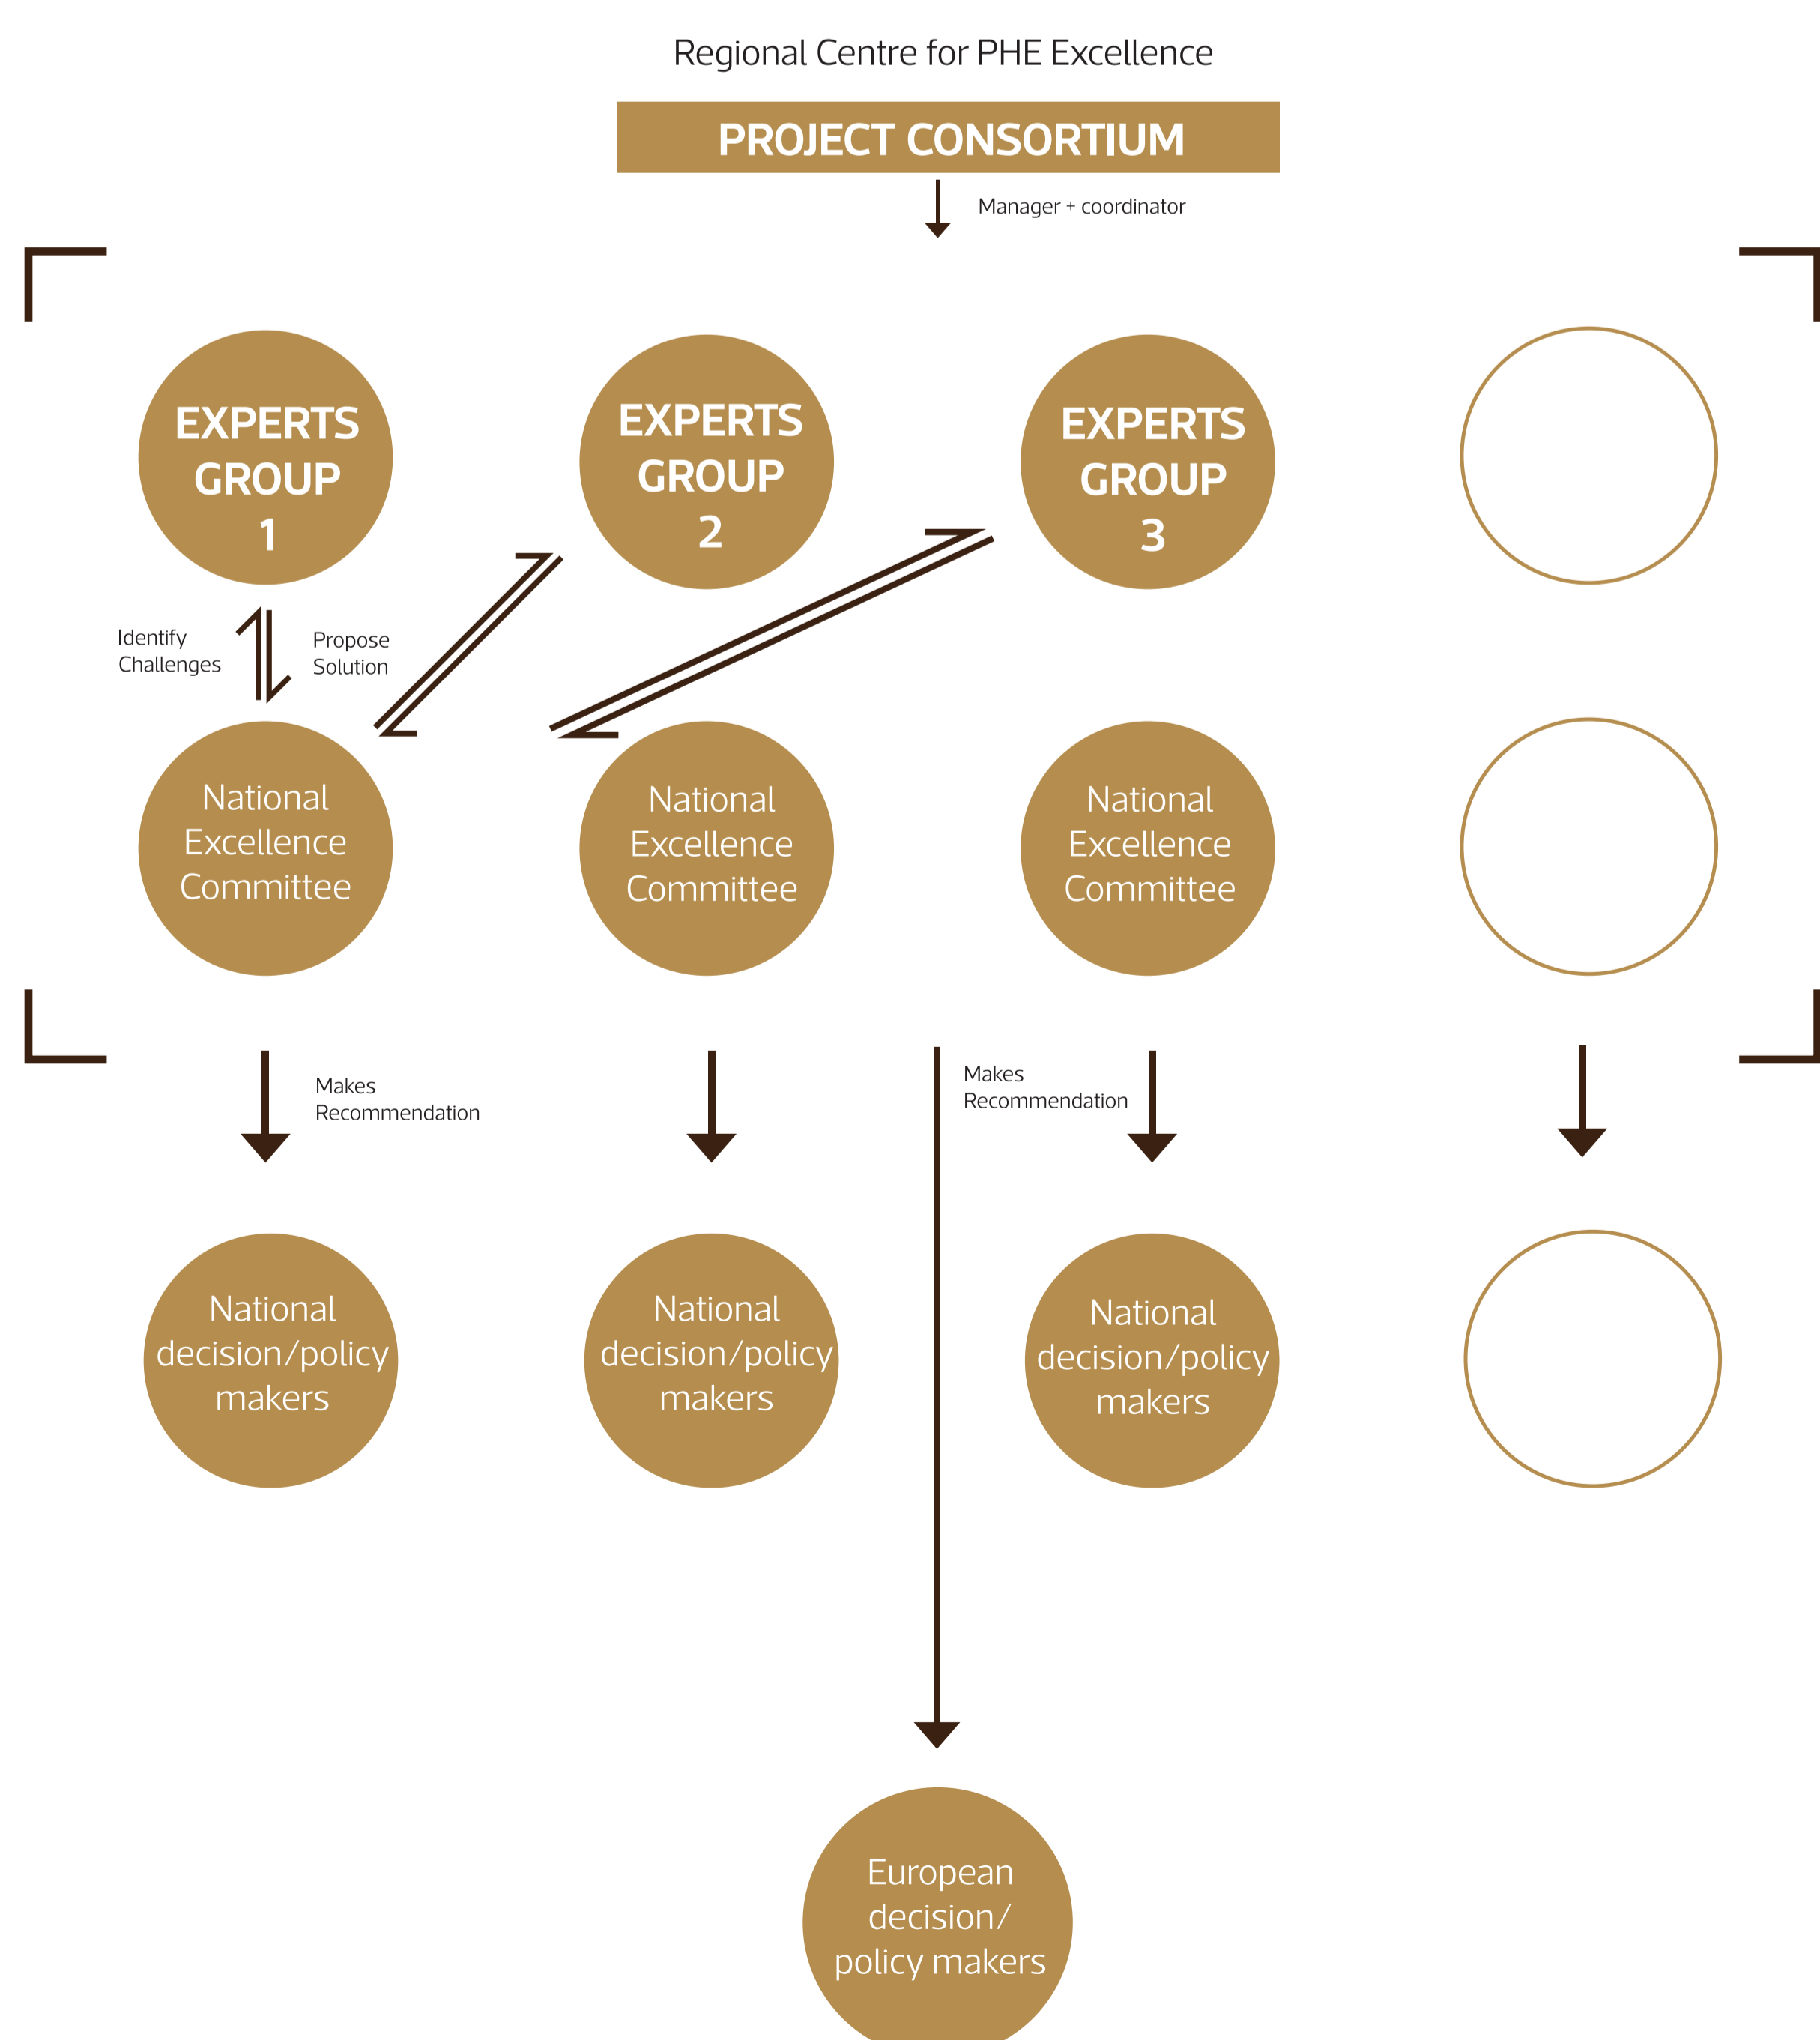 Regional Centre for PHE Excellence
PROJECT CONSORTIUM
Manager + coordinator
EXPERTS
GROUP
1
EXPERTS
GROUP
2
EXPERTS
GROUP
3
Identify
Challenges
Propose
Solution
National
Excellence
Committee
National
Excellence
Committee
National
Excellence
Committee
Makes
Recommendation
Makes
Recommendation
National
decision/policy
makers
National
decision/policy
makers
National
decision/policy
makers
European
decision/
policy makers